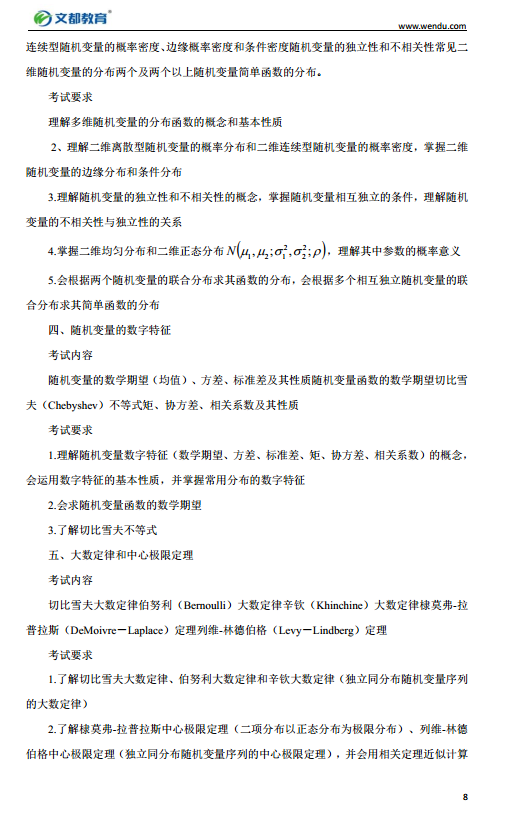 文都教育®
www.wendu.com
连续型随机变量的概率密度、边缘概率密度和条件密度随机变量的独立性和不相关性常见二
维随机变量的分布两个及两个以上随机变量简单函数的分布。
考试要求
理解多维随机变量的分布函数的概念和基本性质
2、理解二维离散型随机变量的概率分布和二维连续型随机变量的概率密度，掌握二维
随机变量的边缘分布和条件分布
3.理解随机变量的独立性和不相关性的概念，掌握随机变量相互独立的条件，理解随机
变量的不相关性与独立性的关系
4.掌握二维均匀分布和二维正态分布 N(μ₁,μ₂;σ₁²,σ₂²;ρ)，理解其中参数的概率意义
5.会根据两个随机变量的联合分布求其函数的分布，会根据多个相互独立随机变量的联
合分布求其简单函数的分布
四、随机变量的数字特征
考试内容
随机变量的数学期望（均值）、方差、标准差及其性质随机变量函数的数学期望切比雪
夫（Chebyshev）不等式矩、协方差、相关系数及其性质
考试要求
1.理解随机变量数字特征（数学期望、方差、标准差、矩、协方差、相关系数）的概念，
会运用数字特征的基本性质，并掌握常用分布的数字特征
2.会求随机变量函数的数学期望
3.了解切比雪夫不等式
五、大数定律和中心极限定理
考试内容
切比雪夫大数定律伯努利（Bernoulli）大数定律辛钦（Khinchine）大数定律棣莫弗-拉
普拉斯（DeMoivre－Laplace）定理列维-林德伯格（Levy－Lindberg）定理
考试要求
1.了解切比雪夫大数定律、伯努利大数定律和辛钦大数定律（独立同分布随机变量序列
的大数定律）
2.了解棣莫弗-拉普拉斯中心极限定理（二项分布以正态分布为极限分布）、列维-林德
伯格中心极限定理（独立同分布随机变量序列的中心极限定理），并会用相关定理近似计算
8